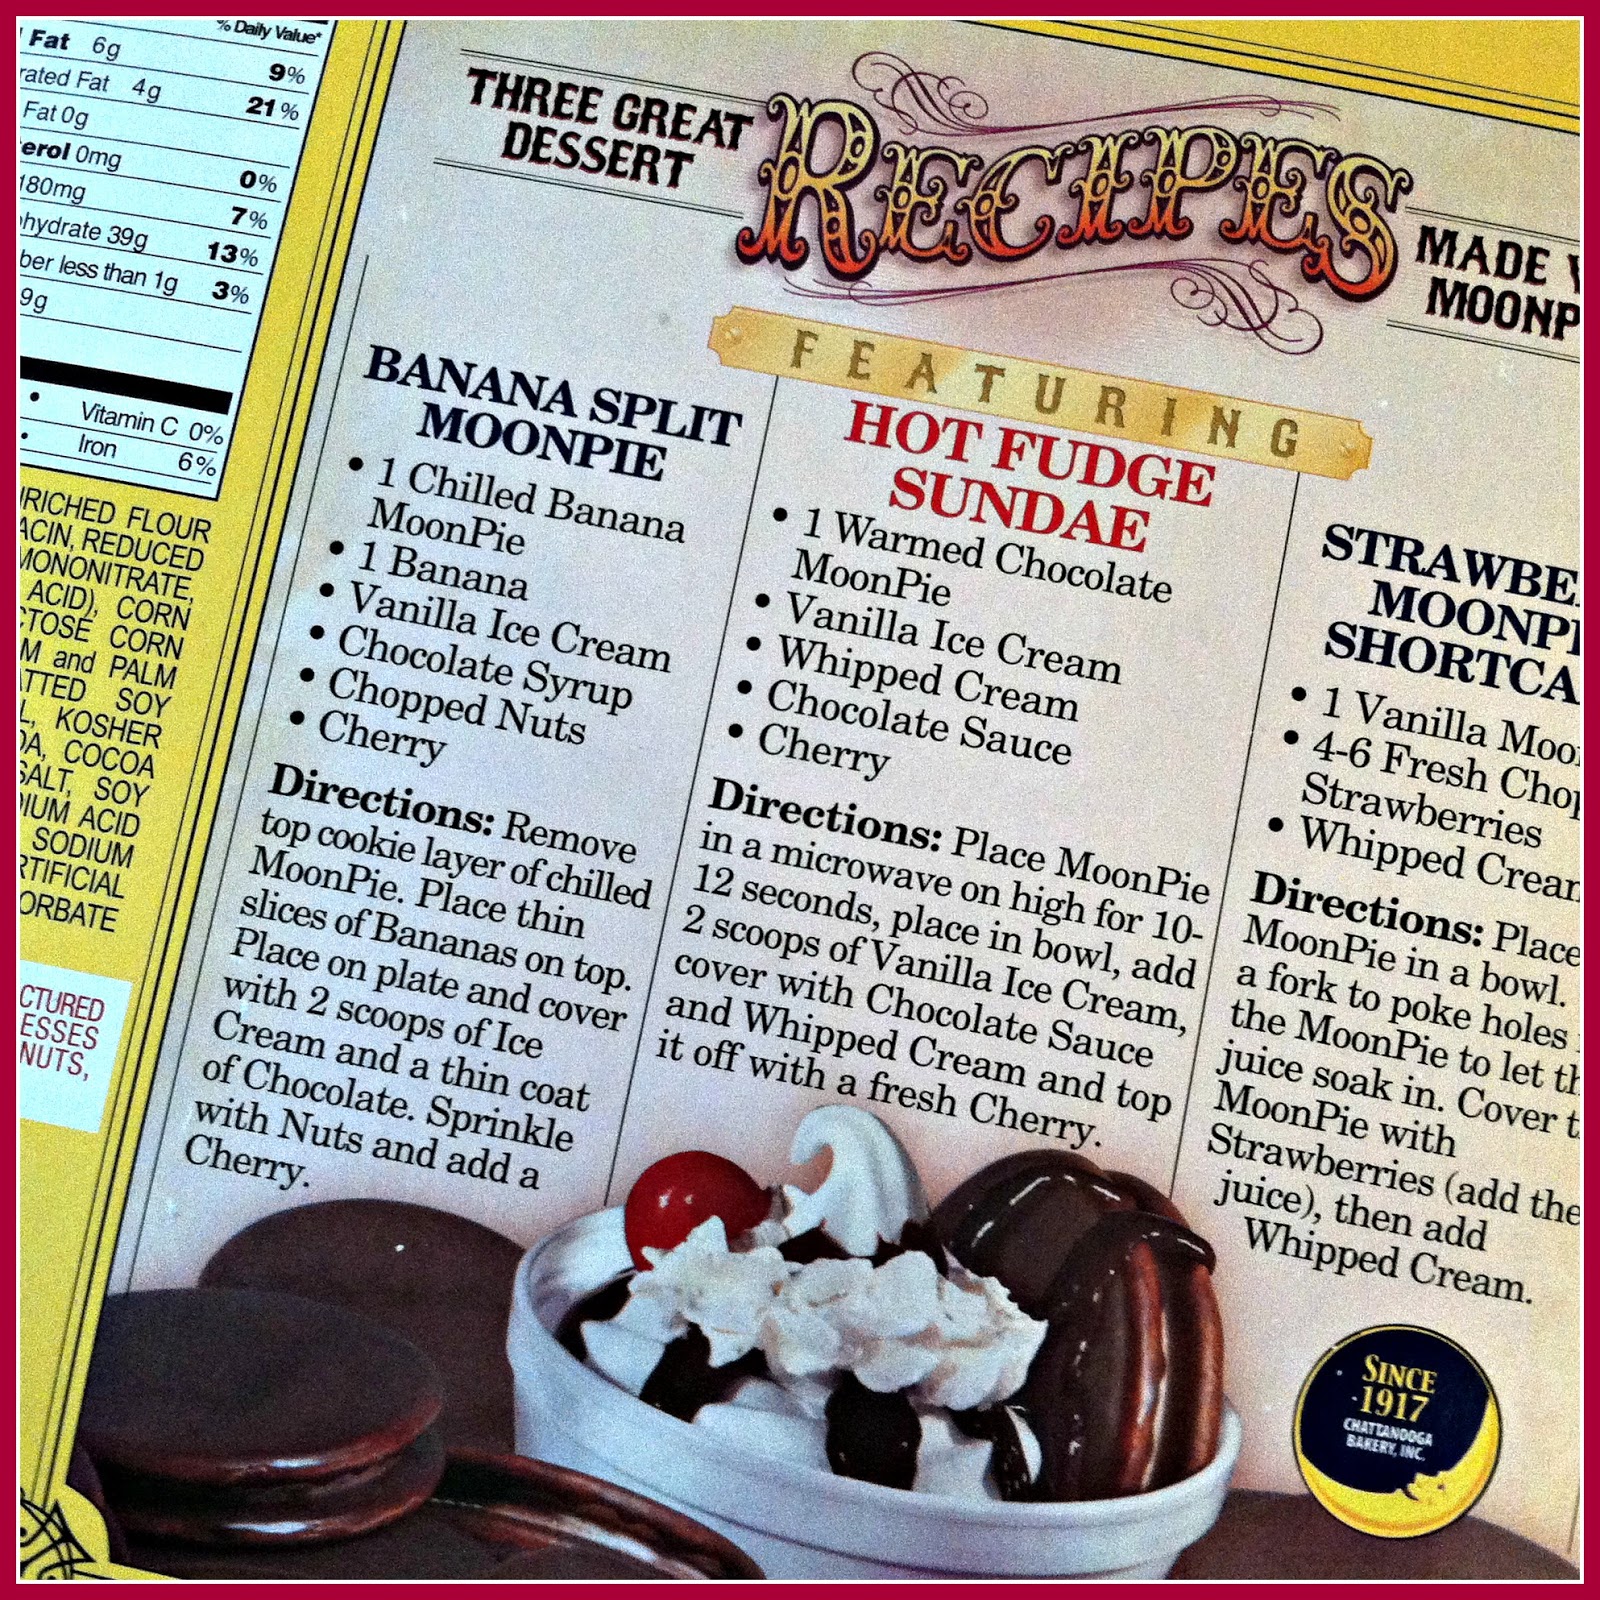 % Daily Value*
Fat 6g 9%
rated Fat 4g 21%
Fat 0g
erol 0mg 0%
180mg 7%
hydrate 39g 13%
ber less than 1g 3%
9g
• Vitamin C 0%
• Iron 6%
RICHED FLOUR
ACIN, REDUCED
MONONITRATE,
ACID), CORN
CTOSE CORN
M and PALM
ATTED SOY
L, KOSHER
DA, COCOA
SALT, SOY
DIUM ACID
SODIUM
RTIFICIAL
ORBATE
CTURED
ESSES
NUTS,
THREE GREAT
DESSERT
RECIPES
MADE
MOONP
FEATURING
BANANA SPLIT
MOONPIE
• 1 Chilled Banana
MoonPie
• 1 Banana
• Vanilla Ice Cream
• Chocolate Syrup
• Chopped Nuts
• Cherry
Directions: Remove
top cookie layer of chilled
MoonPie. Place thin
slices of Bananas on top.
Place on plate and cover
with 2 scoops of Ice
Cream and a thin coat
of Chocolate. Sprinkle
with Nuts and add a
Cherry.
HOT FUDGE
SUNDAE
• 1 Warmed Chocolate
MoonPie
• Vanilla Ice Cream
• Whipped Cream
• Chocolate Sauce
• Cherry
Directions: Place MoonPie
in a microwave on high for 10-
12 seconds, place in bowl, add
2 scoops of Vanilla Ice Cream,
cover with Chocolate Sauce
and Whipped Cream and top
it off with a fresh Cherry.
STRAWBE
MOONPI
SHORTCA
• 1 Vanilla Moo
• 4-6 Fresh Chop
Strawberries
• Whipped Crean
Directions: Place
MoonPie in a bowl.
a fork to poke holes
the MoonPie to let th
juice soak in. Cover t
MoonPie with
Strawberries (add the
juice), then add
Whipped Cream.
SINCE
1917
CHATTANOOGA
BAKERY, INC.